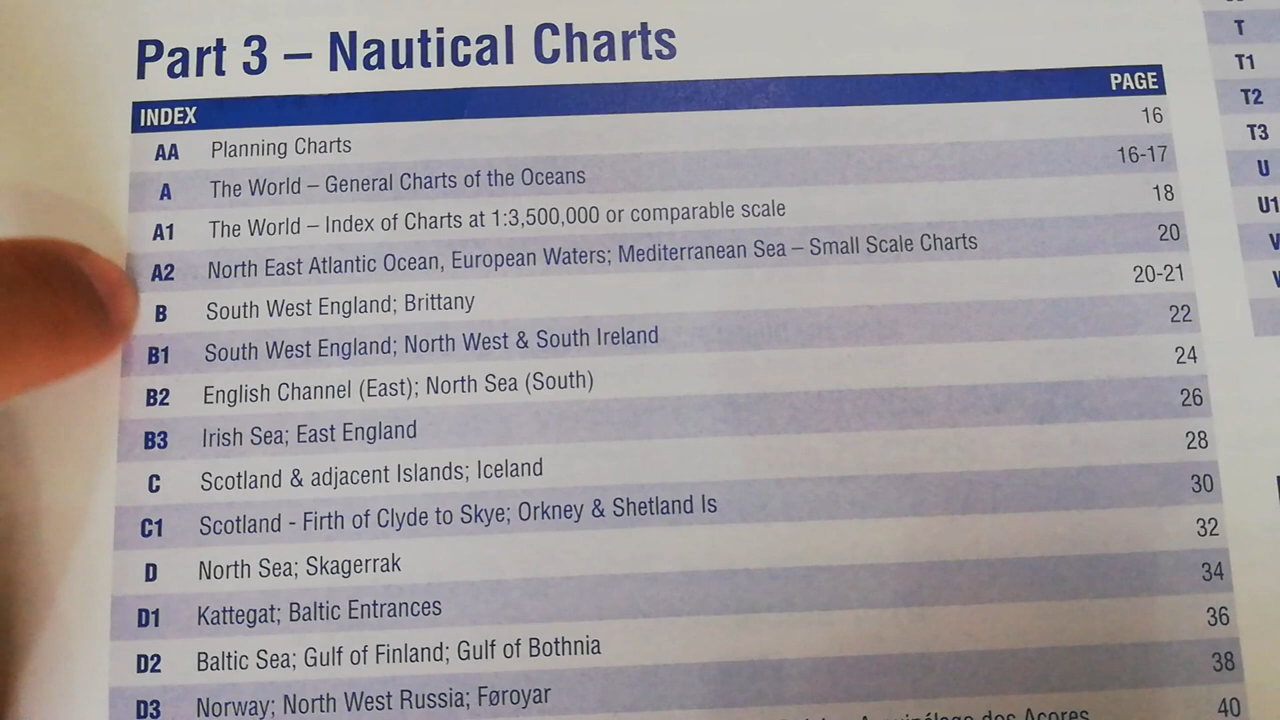 Part 3 – Nautical Charts
INDEX PAGE
AA Planning Charts 16
A The World – General Charts of the Oceans 16-17
A1 The World – Index of Charts at 1:3,500,000 or comparable scale 18
A2 North East Atlantic Ocean, European Waters; Mediterranean Sea – Small Scale Charts 20
B South West England; Brittany 20-21
B1 South West England; North West & South Ireland 22
B2 English Channel (East); North Sea (South) 24
B3 Irish Sea; East England 26
C Scotland & adjacent Islands; Iceland 28
C1 Scotland - Firth of Clyde to Skye; Orkney & Shetland Is 30
D North Sea; Skagerrak 32
D1 Kattegat; Baltic Entrances 34
D2 Baltic Sea; Gulf of Finland; Gulf of Bothnia 36
D3 Norway; North West Russia; Føroyar 38
dos Açores 40
T
T1
T2
T3
U
U1